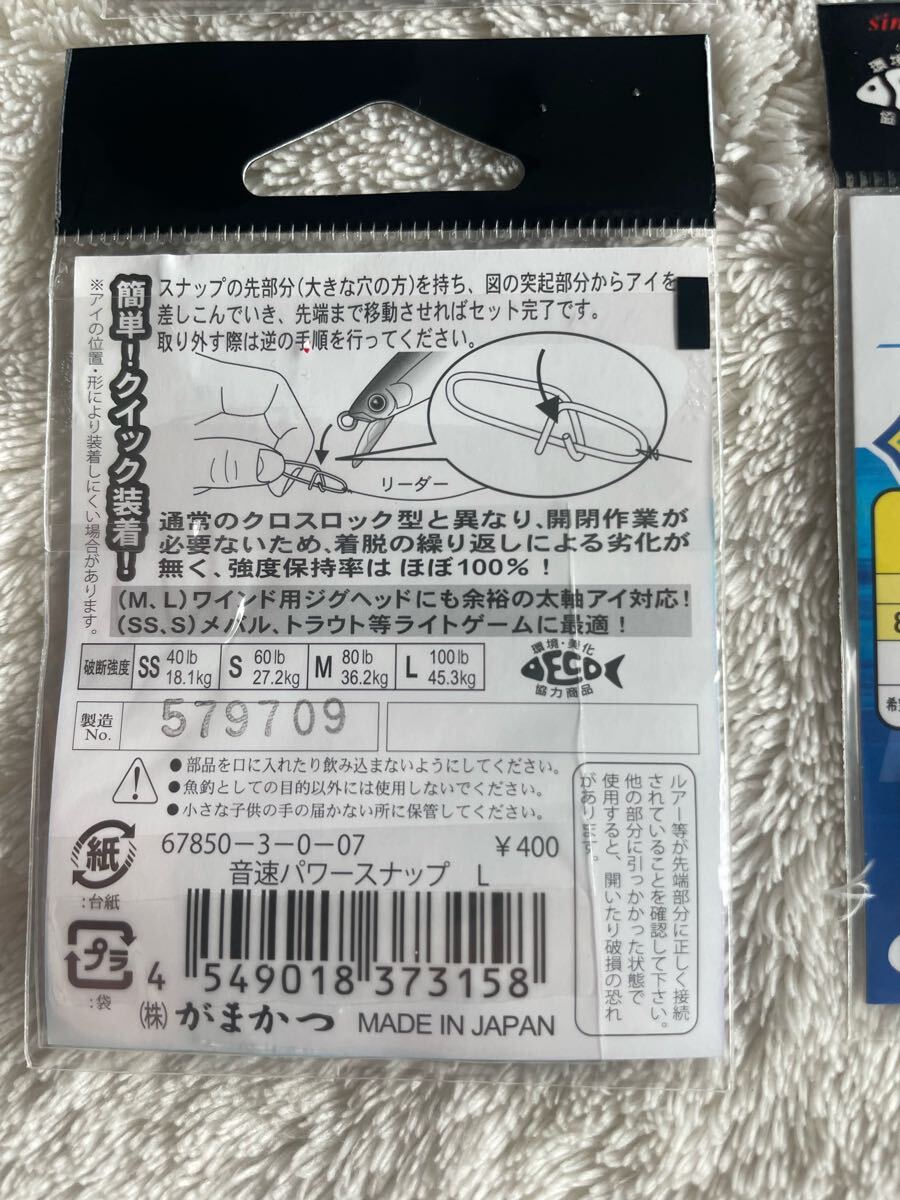 スナップの先部分(大きな穴の方)を持ち、図の突起部分からアイを
差しこんでいき、先端まで移動させればセット完了です。
取り外す際は逆の手順を行ってください。
簡単!クイック装着!
※アイの位置・形により装着しにくい場合があります。
リーダー
通常のクロスロック型と異なり、開閉作業が
必要ないため、着脱の繰り返しによる劣化が
無く、強度保持率は ほぼ100%!
(M、L)ワインド用ジグヘッドにも余裕の太軸アイ対応!
(SS、S)メバル、トラウト等ライトゲームに最適!
破断強度 SS 40lb 18.1kg S 60lb 27.2kg M 80lb 36.2kg L 100lb 45.3kg
環境・美化
ECO
協力商品
製造No. 579709
●部品を口に入れたり飲み込まないようにしてください。
●魚釣としての目的以外には使用しないでください。
●小さな子供の手の届かない所に保管してください。
ルアー等が先端部分に正しく接続
されていることを確認して下さい。
他の部分に引っかかった状態で
使用すると、開いたり破損の恐れ
があります。
紙
:台紙
プラ
:袋
67850-3-0-07 ¥400
音速パワースナップ L
4 549018 373158
(株)がまかつ MADE IN JAPAN
sin